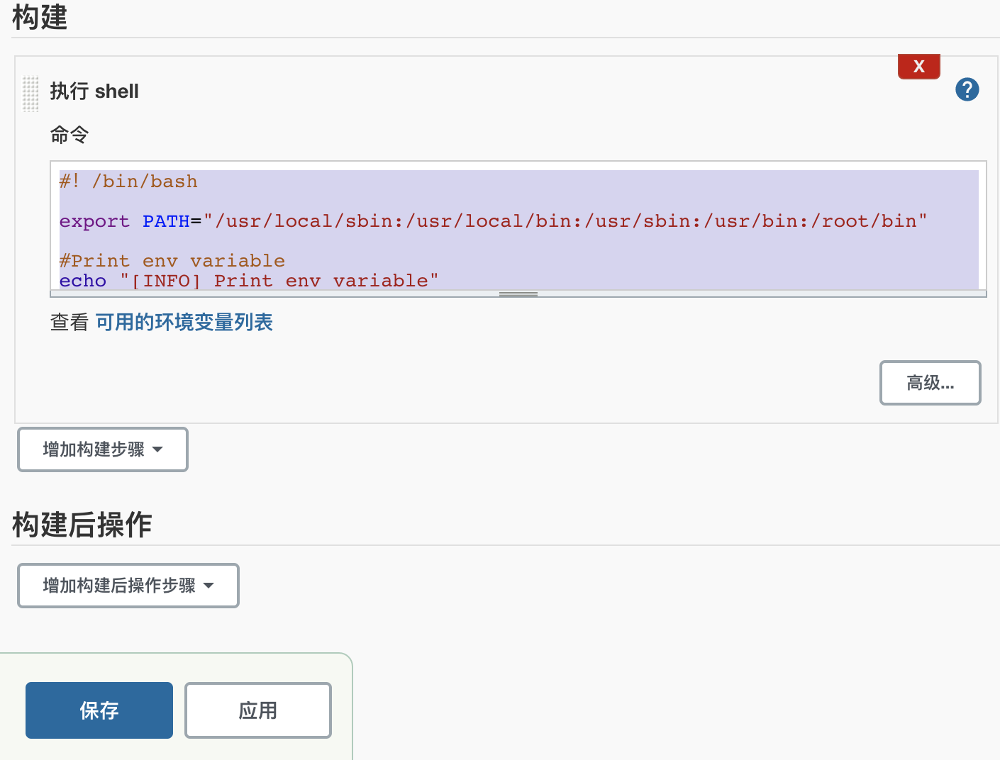 构建
X
执行 shell
?
命令
#! /bin/bash
export PATH="/usr/local/sbin:/usr/local/bin:/usr/sbin:/usr/bin:/root/bin"
#Print env variable
echo "[INFO] Print env variable"
查看 可用的环境变量列表
高级...
增加构建步骤
构建后操作
增加构建后操作步骤
保存 应用